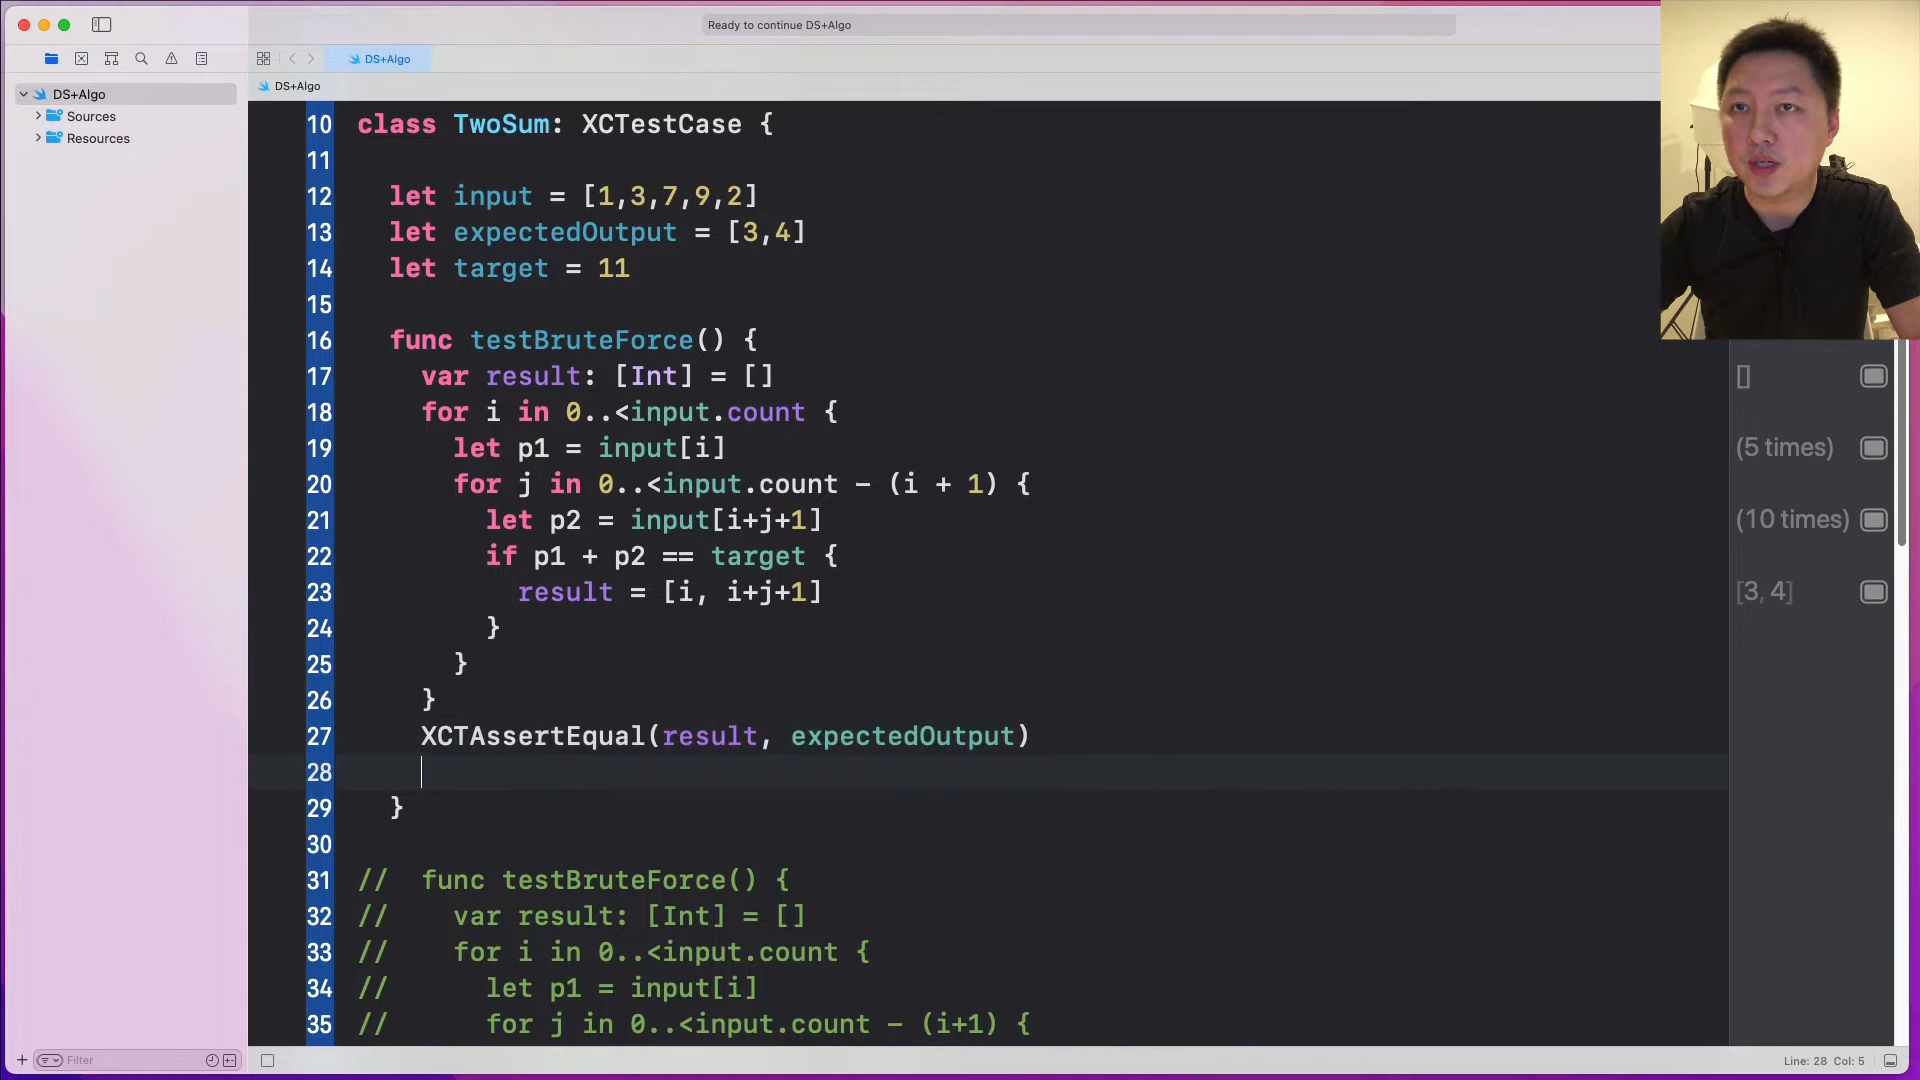 Ready to continue DS+Algo
DS+Algo
DS+Algo
DS+Algo
Sources
Resources
10 class TwoSum: XCTestCase {
11
12 let input = [1,3,7,9,2]
13 let expectedOutput = [3,4]
14 let target = 11
15
16 func testBruteForce() {
17 var result: [Int] = []
[]
18 for i in 0..<input.count {
19 let p1 = input[i]
(5 times)
20 for j in 0..<input.count - (i + 1) {
21 let p2 = input[i+j+1]
(10 times)
22 if p1 + p2 == target {
23 result = [i, i+j+1]
[3, 4]
24 }
25 }
26 }
27 XCTAssertEqual(result, expectedOutput)
28
29 }
30
31 // func testBruteForce() {
32 // var result: [Int] = []
33 // for i in 0..<input.count {
34 // let p1 = input[i]
35 // for j in 0..<input.count - (i+1) {
Filter
Line: 28 Col: 5